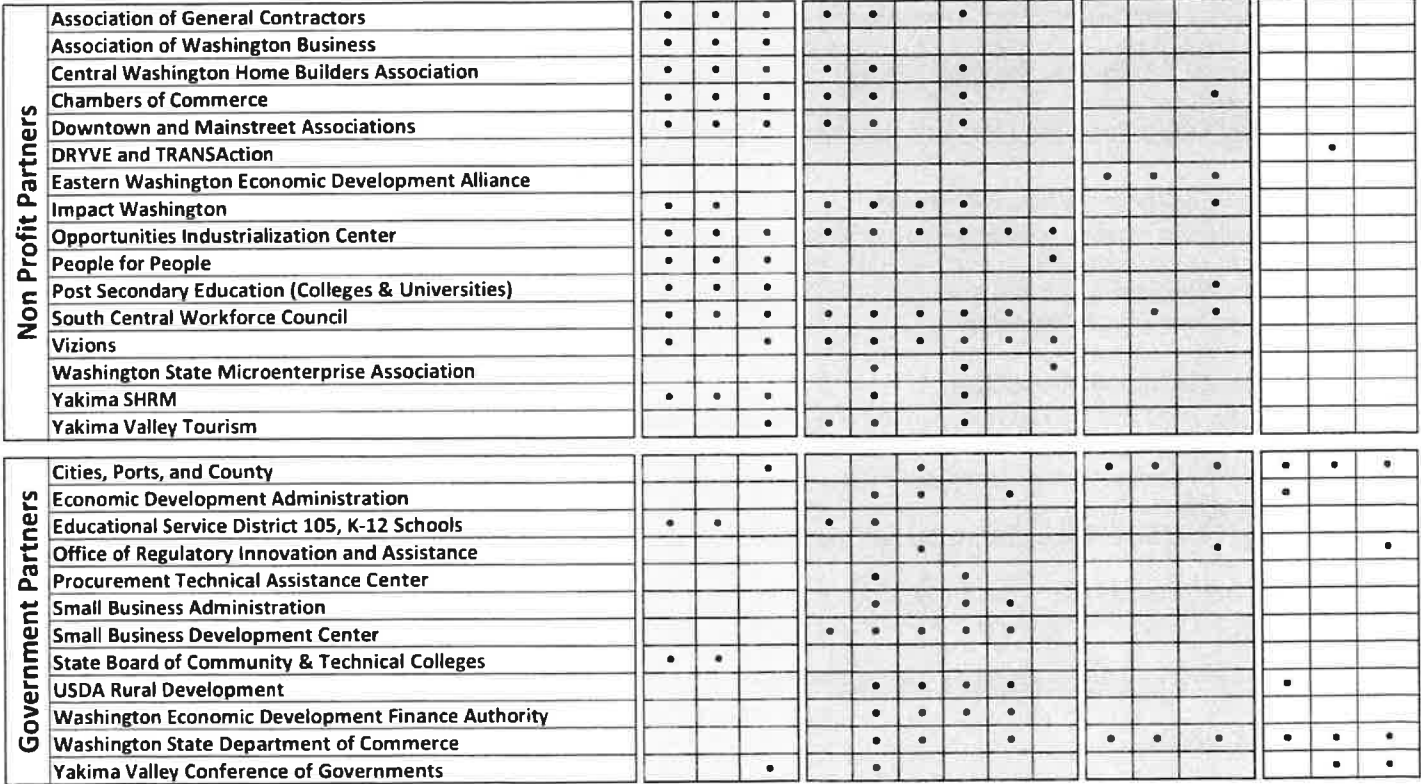 Non Profit Partners
Association of General Contractors
Association of Washington Business
Central Washington Home Builders Association
Chambers of Commerce
Downtown and Mainstreet Associations
DRYVE and TRANSAction
Eastern Washington Economic Development Alliance
Impact Washington
Opportunities Industrialization Center
People for People
Post Secondary Education (Colleges & Universities)
South Central Workforce Council
Vizions
Washington State Microenterprise Association
Yakima SHRM
Yakima Valley Tourism
Government Partners
Cities, Ports, and County
Economic Development Administration
Educational Service District 105, K-12 Schools
Office of Regulatory Innovation and Assistance
Procurement Technical Assistance Center
Small Business Administration
Small Business Development Center
State Board of Community & Technical Colleges
USDA Rural Development
Washington Economic Development Finance Authority
Washington State Department of Commerce
Yakima Valley Conference of Governments